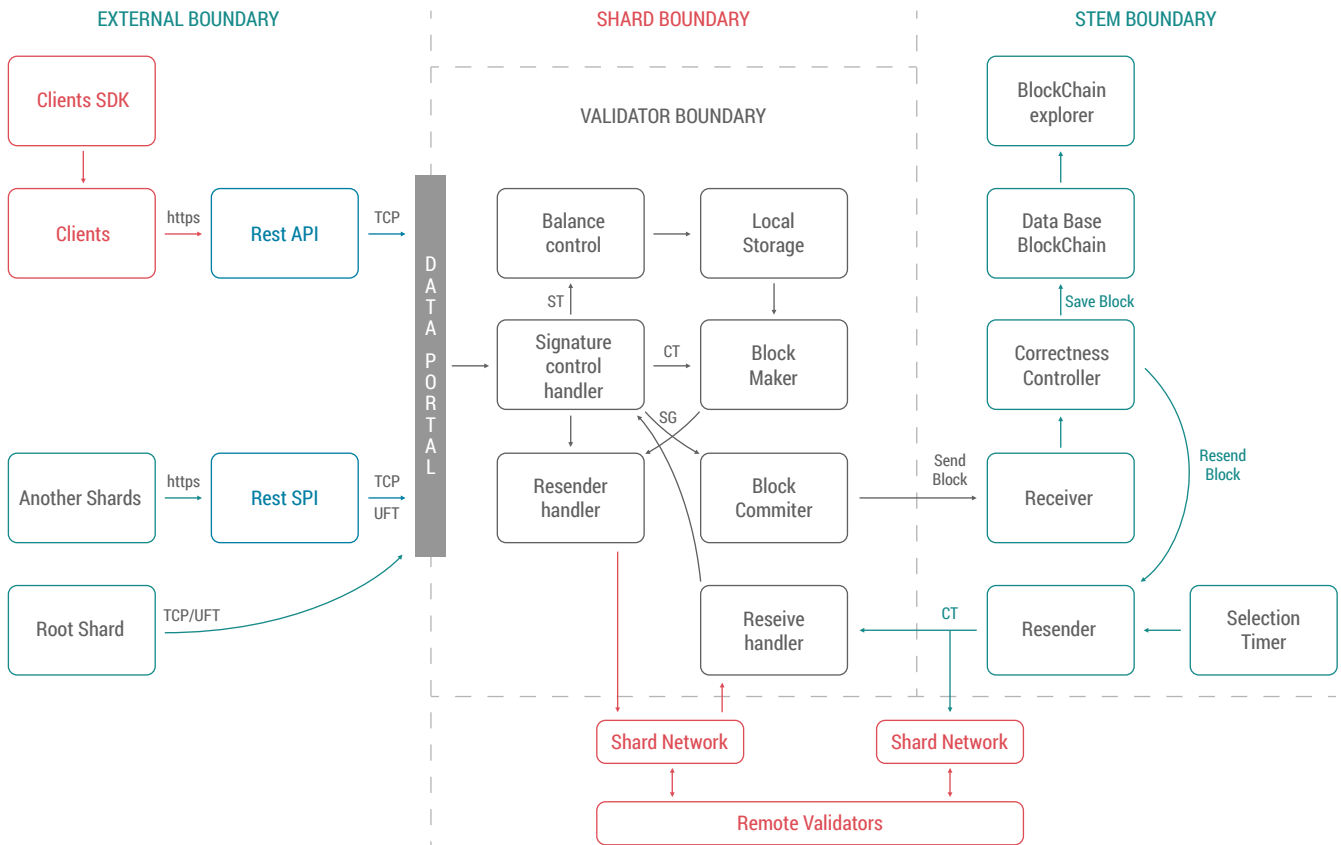 EXTERNAL BOUNDARY
SHARD BOUNDARY
STEM BOUNDARY
Clients SDK
BlockChain
explorer
VALIDATOR BOUNDARY
Clients
https
Rest API
TCP
DATA PORTAL
Balance
control
Local
Storage
Data Base
BlockChain
ST
Save Block
Signature
control
handler
CT
Block
Maker
Correctness
Controller
SG
Another Shards
https
Rest SPI
TCP
UFT
Resender
handler
Block
Commiter
Send
Block
Receiver
Resend
Block
Root Shard
TCP/UFT
Reseive
handler
CT
Resender
Selection
Timer
Shard Network
Shard Network
Remote Validators